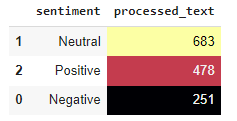 sentiment processed_text
1 Neutral 683
2 Positive 478
0 Negative 251